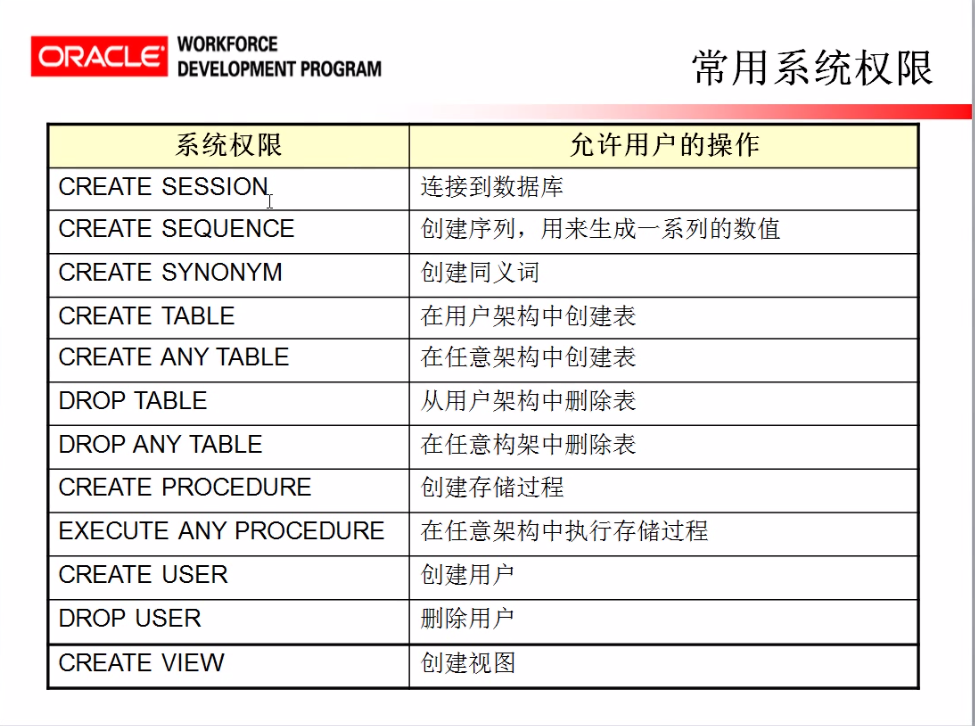 ORACLE WORKFORCE
DEVELOPMENT PROGRAM
常用系统权限
系统权限 允许用户的操作
CREATE SESSION 连接到数据库
CREATE SEQUENCE 创建序列，用来生成一系列的数值
CREATE SYNONYM 创建同义词
CREATE TABLE 在用户架构中创建表
CREATE ANY TABLE 在任意架构中创建表
DROP TABLE 从用户架构中删除表
DROP ANY TABLE 在任意构架中删除表
CREATE PROCEDURE 创建存储过程
EXECUTE ANY PROCEDURE 在任意架构中执行存储过程
CREATE USER 创建用户
DROP USER 删除用户
CREATE VIEW 创建视图